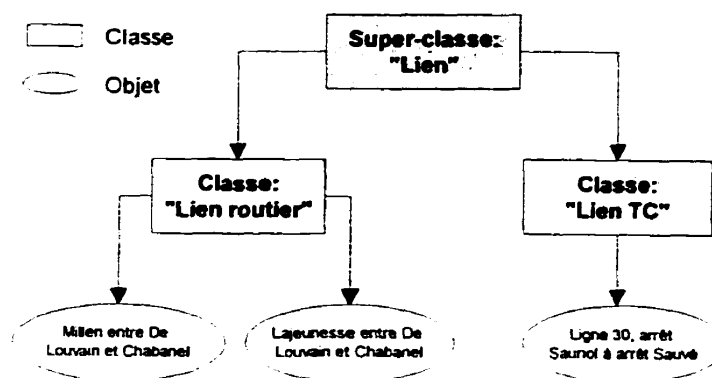 Classe
Objet
Super-classe:
"Lien"
Classe:
"Lien routier"
Classe:
"Lien TC"
Millen entre De
Louvain et Chabanel
Lajeunesse entre De
Louvain et Chabanel
Ligne 30, arrêt
Sauriol à arrêt Sauvé